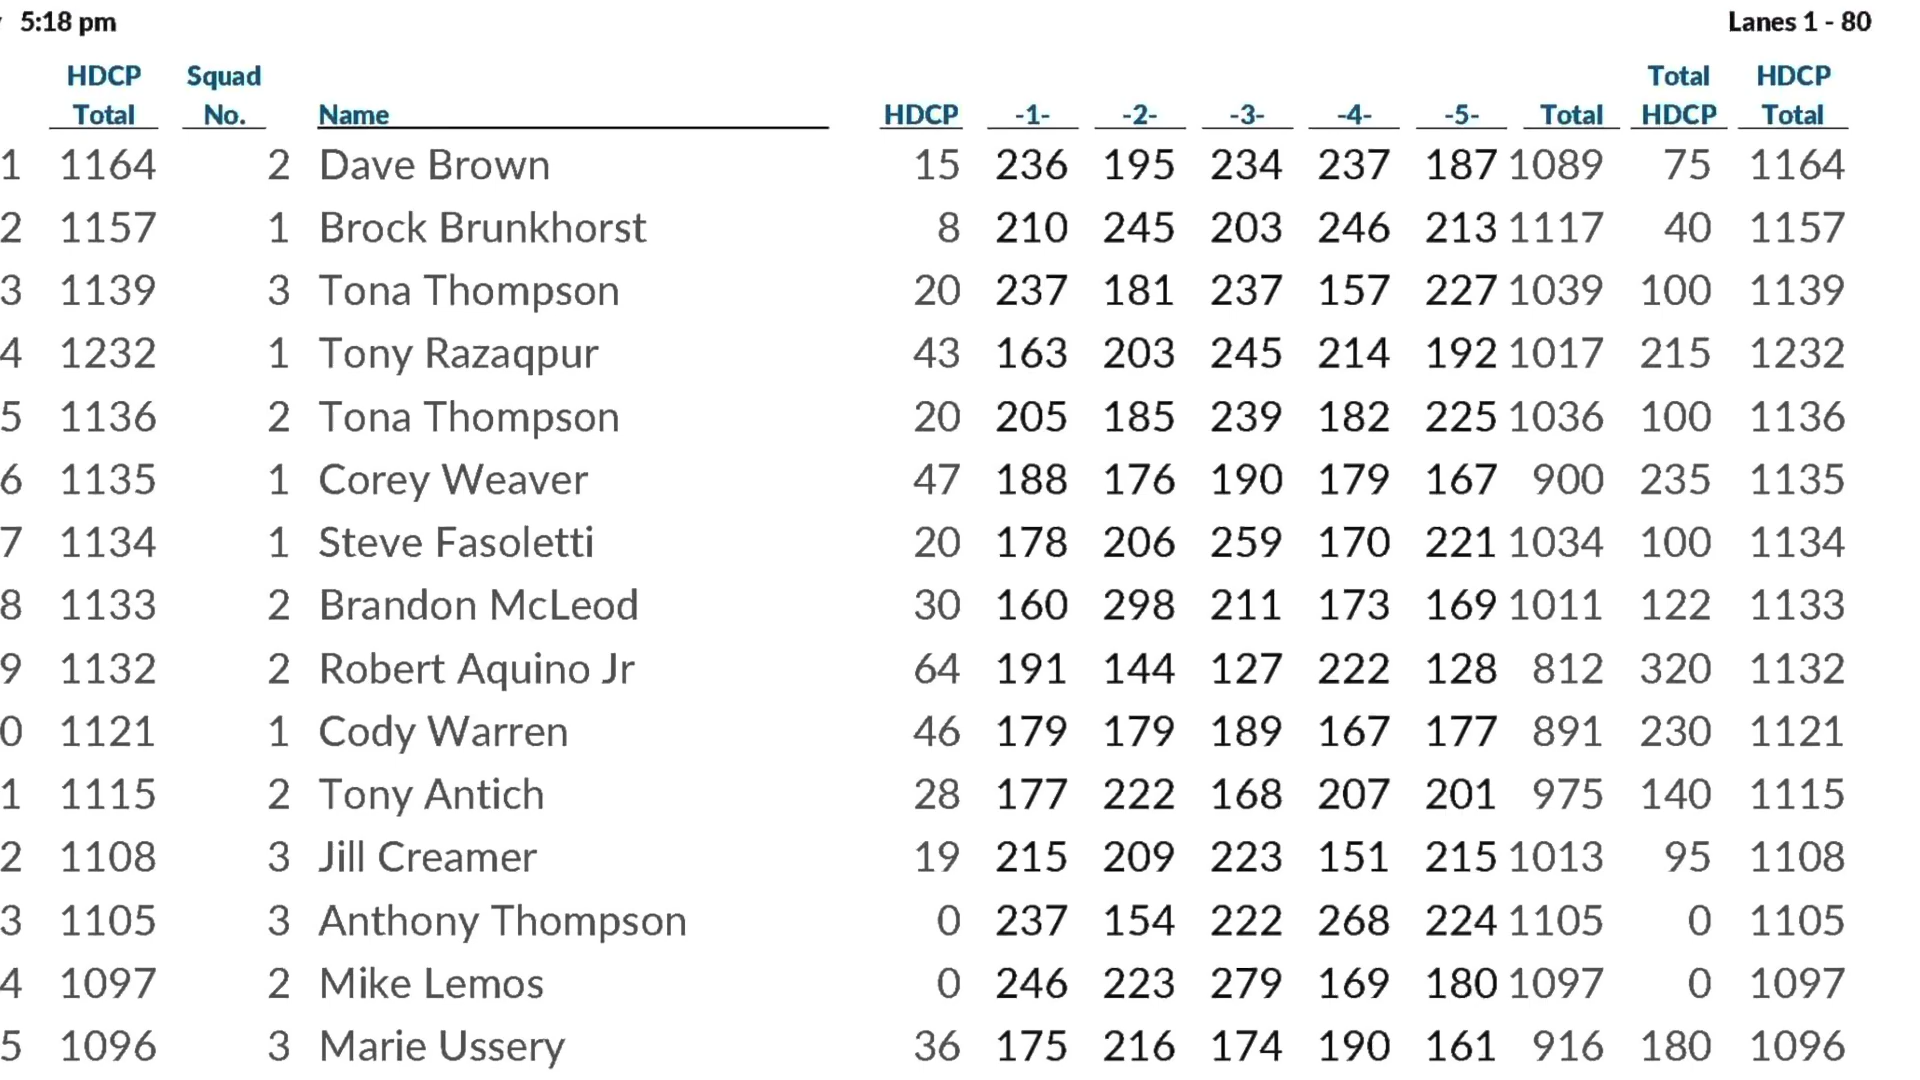 5:18 pm Lanes 1 - 80
HDCP Squad Total HDCP
Total No. Name HDCP -1- -2- -3- -4- -5- Total HDCP Total
1 1164 2 Dave Brown 15 236 195 234 237 187 1089 75 1164
2 1157 1 Brock Brunkhorst 8 210 245 203 246 213 1117 40 1157
3 1139 3 Tona Thompson 20 237 181 237 157 227 1039 100 1139
4 1232 1 Tony Razaqpur 43 163 203 245 214 192 1017 215 1232
5 1136 2 Tona Thompson 20 205 185 239 182 225 1036 100 1136
6 1135 1 Corey Weaver 47 188 176 190 179 167 900 235 1135
7 1134 1 Steve Fasoletti 20 178 206 259 170 221 1034 100 1134
8 1133 2 Brandon McLeod 30 160 298 211 173 169 1011 122 1133
9 1132 2 Robert Aquino Jr 64 191 144 127 222 128 812 320 1132
0 1121 1 Cody Warren 46 179 179 189 167 177 891 230 1121
1 1115 2 Tony Antich 28 177 222 168 207 201 975 140 1115
2 1108 3 Jill Creamer 19 215 209 223 151 215 1013 95 1108
3 1105 3 Anthony Thompson 0 237 154 222 268 224 1105 0 1105
4 1097 2 Mike Lemos 0 246 223 279 169 180 1097 0 1097
5 1096 3 Marie Ussery 36 175 216 174 190 161 916 180 1096